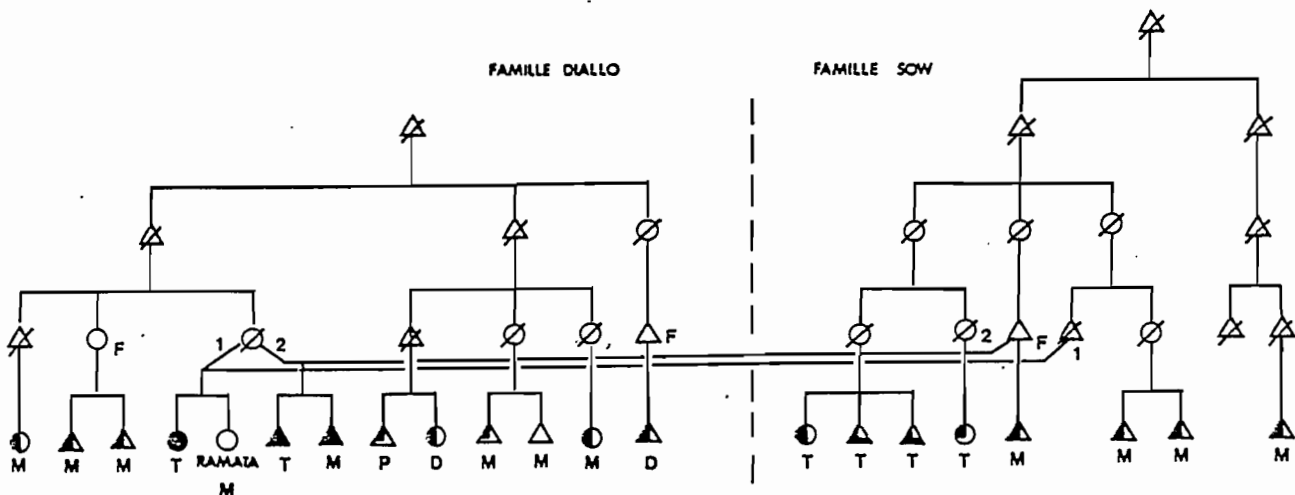 FAMILLE DIALLO FAMILLE SOW
F 1 2 F 2 F 1
M M M T RAMATA T M P D M M M D T T T T M M M M
M